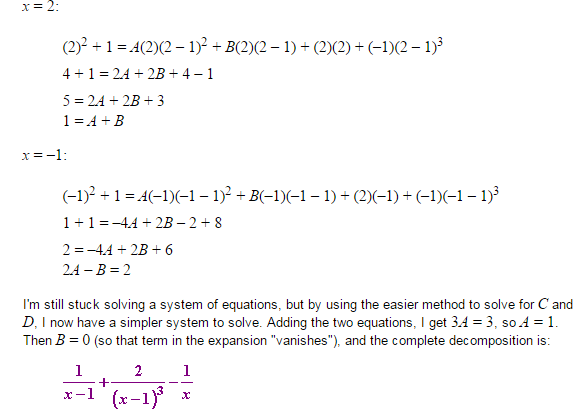 x = 2:
(2)² + 1 = A(2)(2 – 1)² + B(2)(2 – 1) + (2)(2) + (–1)(2 – 1)³
4 + 1 = 2A + 2B + 4 – 1
5 = 2A + 2B + 3
1 = A + B
x = –1:
(–1)² + 1 = A(–1)(–1 – 1)² + B(–1)(–1 – 1) + (2)(–1) + (–1)(–1 – 1)³
1 + 1 = –4A + 2B – 2 + 8
2 = –4A + 2B + 6
2A – B = 2
I'm still stuck solving a system of equations, but by using the easier method to solve for C and
D, I now have a simpler system to solve. Adding the two equations, I get 3A = 3, so A = 1.
Then B = 0 (so that term in the expansion "vanishes"), and the complete decomposition is:
1/(x–1) + 2/(x–1)³ – 1/x